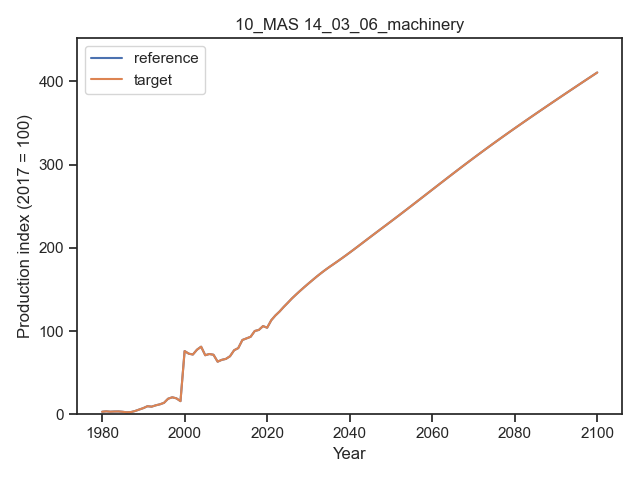 10_MAS 14_03_06_machinery
reference
target
Production index (2017 = 100)
400
300
200
100
0
1980 2000 2020 2040 2060 2080 2100
Year